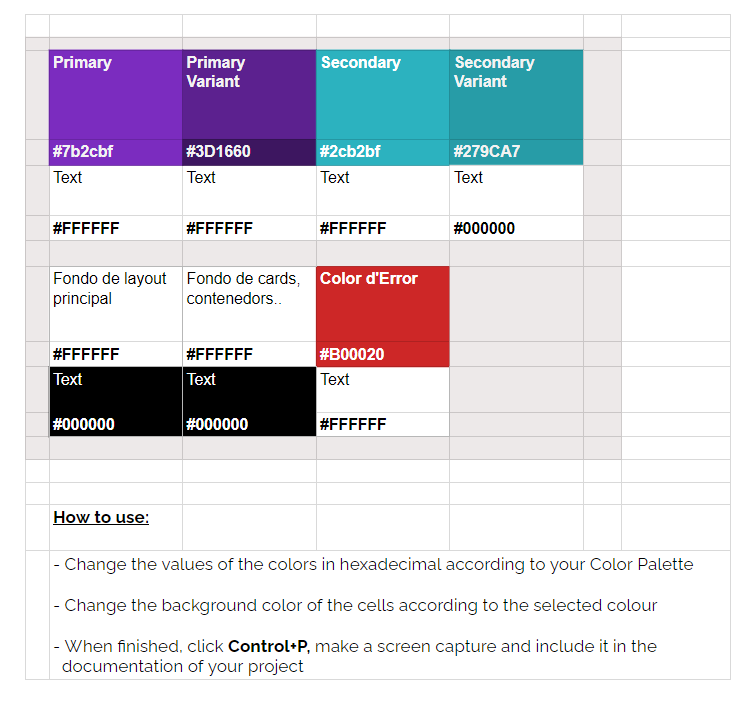 Primary
Primary
Variant
Secondary
Secondary
Variant
#7b2cbf
#3D1660
#2cb2bf
#279CA7
Text
Text
Text
Text
#FFFFFF
#FFFFFF
#FFFFFF
#000000
Fondo de layout
principal
Fondo de cards,
contenedors..
Color d'Error
#FFFFFF
#FFFFFF
#B00020
Text
Text
Text
#000000
#000000
#FFFFFF
How to use:
- Change the values of the colors in hexadecimal according to your Color Palette
- Change the background color of the cells according to the selected colour
- When finished, click Control+P, make a screen capture and include it in the
documentation of your project